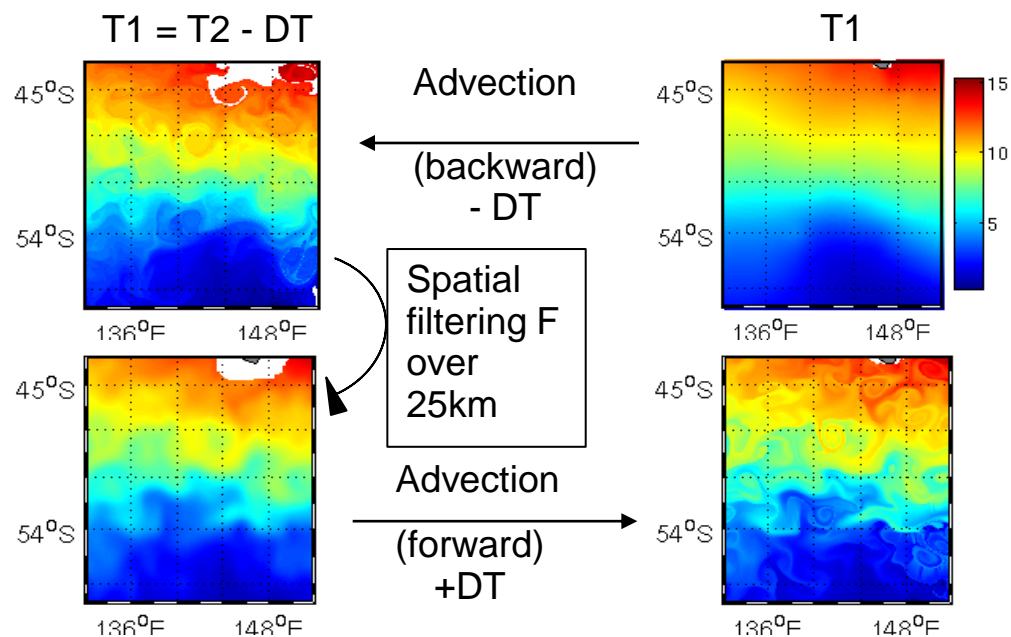 T1 = T2 - DT
T1
45°S
54°S
136°E 148°E
Advection
(backward)
- DT
45°S
54°S
136°E 148°E
15
10
5
Spatial
filtering F
over
25km
45°S
54°S
136°E 148°E
Advection
(forward)
+DT
45°S
54°S
136°E 148°E